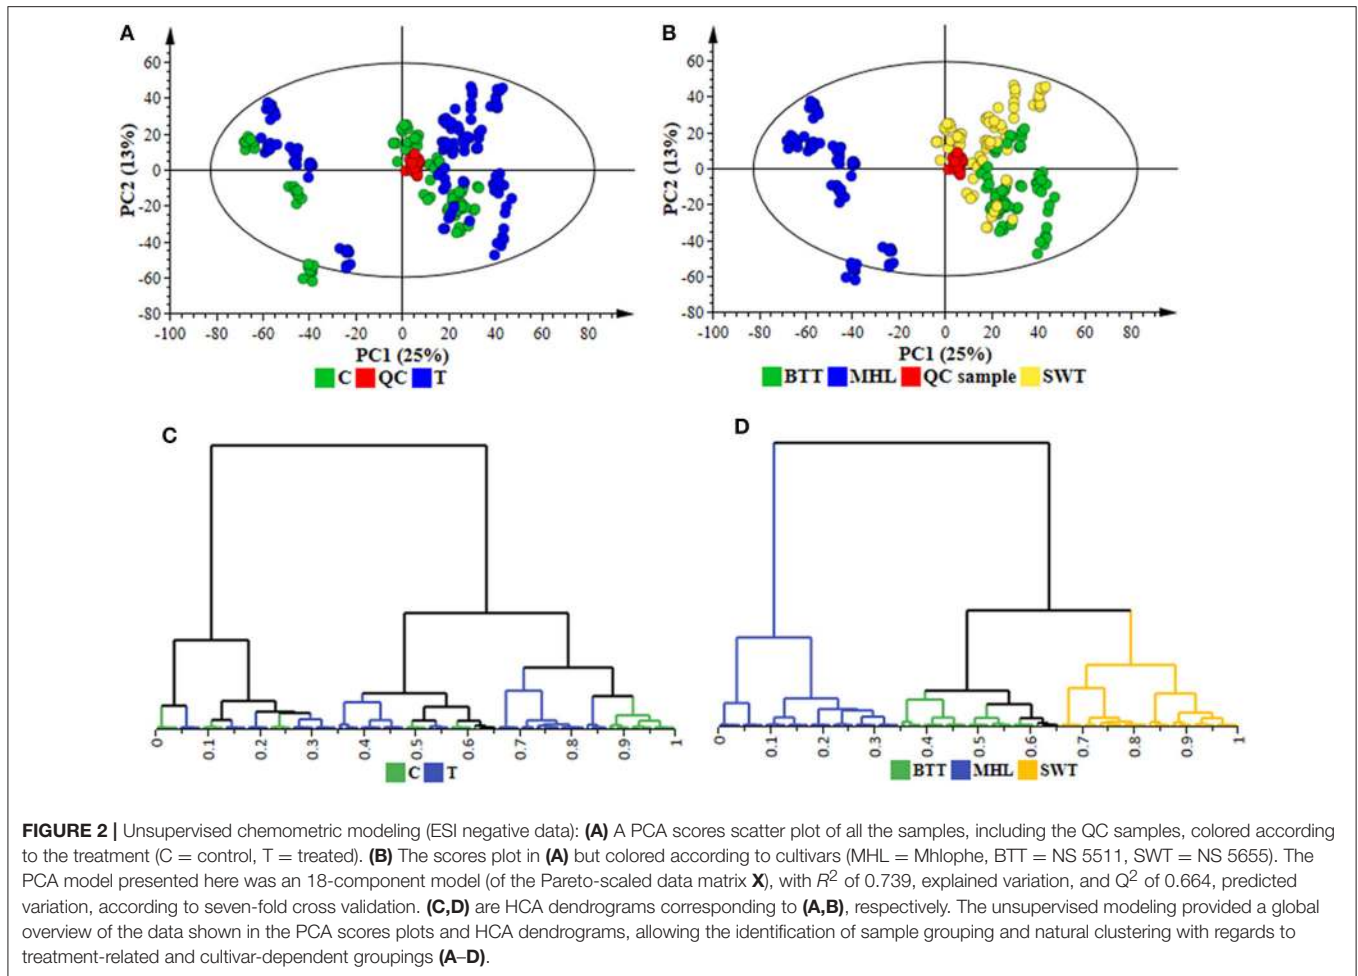 A
B
60
40
20
0
-20
-40
-60
-80
PC2 (13%)
-100 -80 -60 -40 -20 0 20 40 60 80
PC1 (25%)
C QC T
60
40
20
0
-20
-40
-60
-80
PC2 (13%)
-100 -80 -60 -40 -20 0 20 40 60 80
PC1 (25%)
BTT MHL QC sample SWT
C
0 0.1 0.2 0.3 0.4 0.5 0.6 0.7 0.8 0.9 1
C T
D
0 0.1 0.2 0.3 0.4 0.5 0.6 0.7 0.8 0.9 1
BTT MHL SWT
FIGURE 2 | Unsupervised chemometric modeling (ESI negative data): (A) A PCA scores scatter plot of all the samples, including the QC samples, colored according
to the treatment (C = control, T = treated). (B) The scores plot in (A) but colored according to cultivars (MHL = Mhlophe, BTT = NS 5511, SWT = NS 5655). The
PCA model presented here was an 18-component model (of the Pareto-scaled data matrix X), with R² of 0.739, explained variation, and Q² of 0.664, predicted
variation, according to seven-fold cross validation. (C,D) are HCA dendrograms corresponding to (A,B), respectively. The unsupervised modeling provided a global
overview of the data shown in the PCA scores plots and HCA dendrograms, allowing the identification of sample grouping and natural clustering with regards to
treatment-related and cultivar-dependent groupings (A–D).